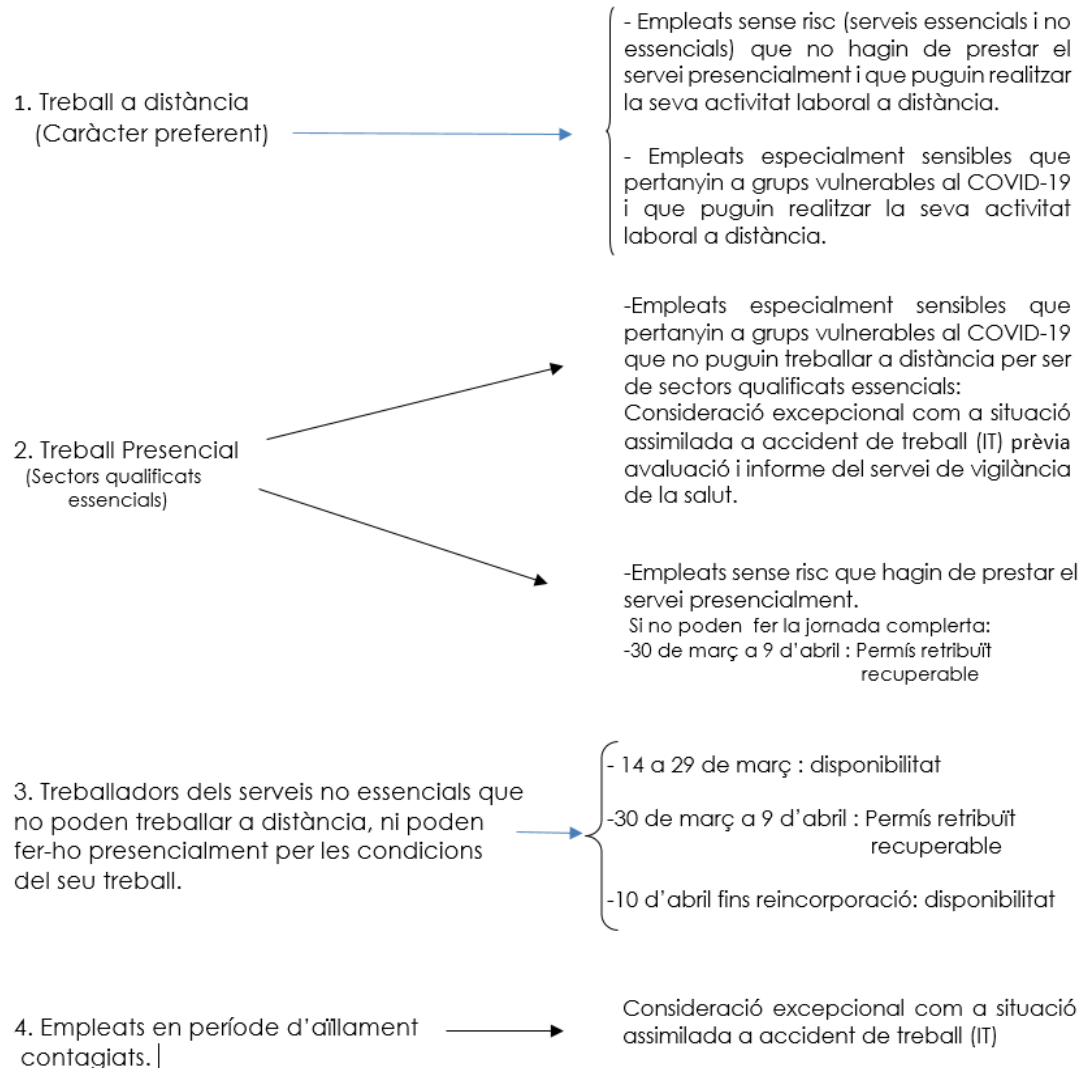 1. Treball a distància
(Caràcter preferent)
- Empleats sense risc (serveis essencials i no
essencials) que no hagin de prestar el
servei presencialment i que puguin realitzar
la seva activitat laboral a distància.
- Empleats especialment sensibles que
pertanyin a grups vulnerables al COVID-19
i que puguin realitzar la seva activitat
laboral a distància.
2. Treball Presencial
(Sectors qualificats
essencials)
-Empleats especialment sensibles que
pertanyin a grups vulnerables al COVID-19
que no puguin treballar a distància per ser
de sectors qualificats essencials:
Consideració excepcional com a situació
assimilada a accident de treball (IT) prèvia
avaluació i informe del servei de vigilància
de la salut.
-Empleats sense risc que hagin de prestar el
servei presencialment.
Si no poden fer la jornada complerta:
-30 de març a 9 d'abril : Permís retribuït
recuperable
3. Treballadors dels serveis no essencials que
no poden treballar a distància, ni poden
fer-ho presencialment per les condicions
del seu treball.
- 14 a 29 de març : disponibilitat
-30 de març a 9 d'abril : Permís retribuït
recuperable
-10 d'abril fins reincorporació: disponibilitat
4. Empleats en període d'aïllament
contagiats.
Consideració excepcional com a situació
assimilada a accident de treball (IT)